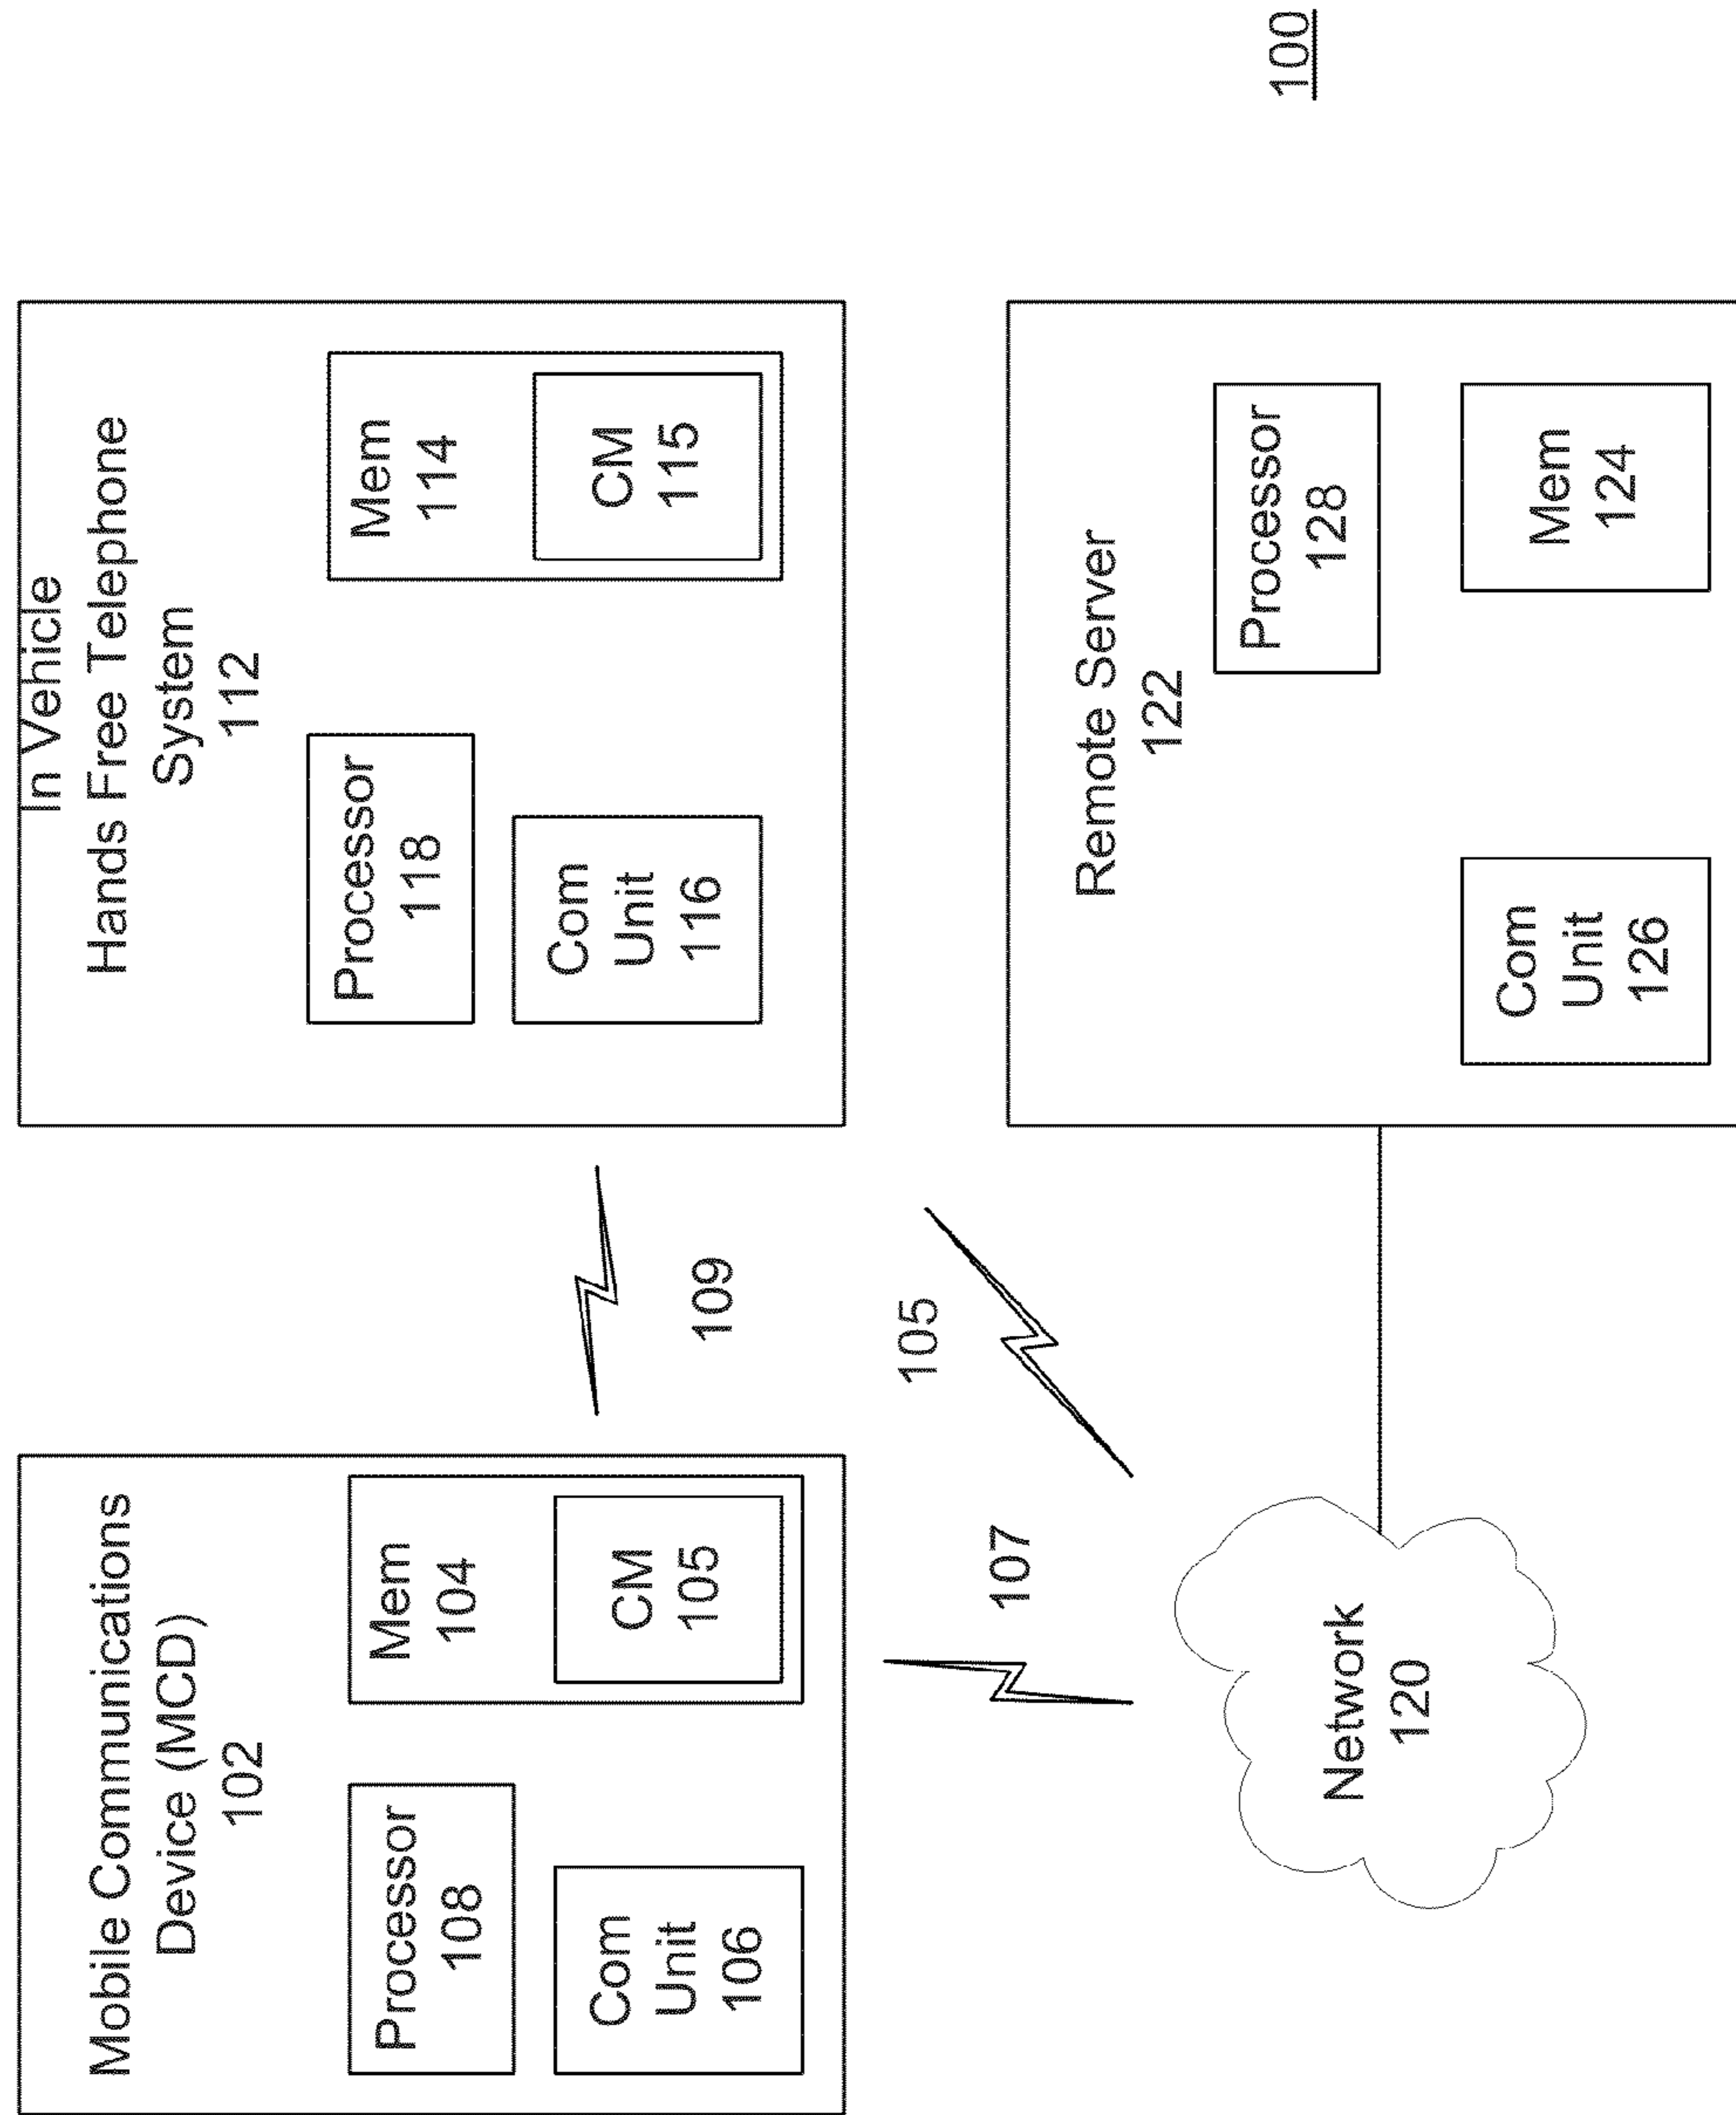 Mobile Communications
Device (MCD)
102
Processor
108
Mem
104
Com
Unit
106
CM
105
109
In Vehicle
Hands Free Telephone
System
112
Processor
118
Mem
114
Com
Unit
116
CM
115
107
105
Network
120
Remote Server
122
Processor
128
Com
Unit
126
Mem
124
100